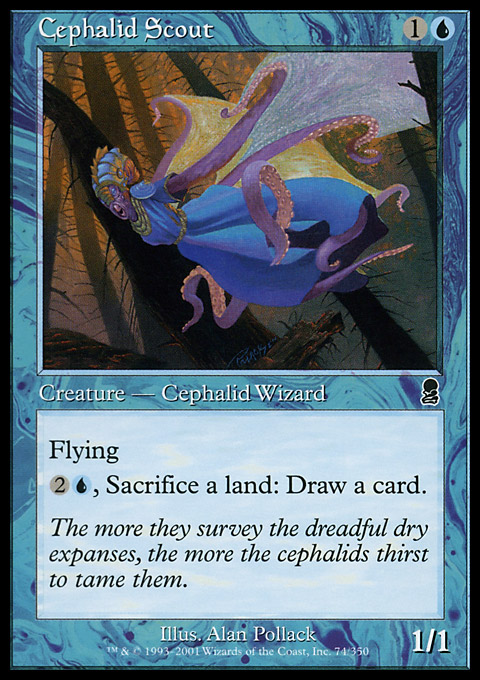 Cephalid Scout 1
Creature — Cephalid Wizard
Flying
2, Sacrifice a land: Draw a card.
The more they survey the dreadful dry
expanses, the more the cephalids thirst
to tame them.
Illus. Alan Pollack
1/1
™ & © 1993-2001 Wizards of the Coast, Inc. 74/350